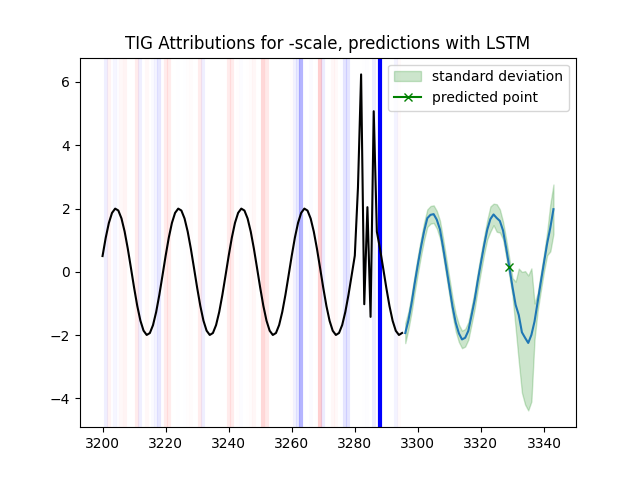 TIG Attributions for -scale, predictions with LSTM
standard deviation
predicted point
6
4
2
0
−2
−4
3200 3220 3240 3260 3280 3300 3320 3340